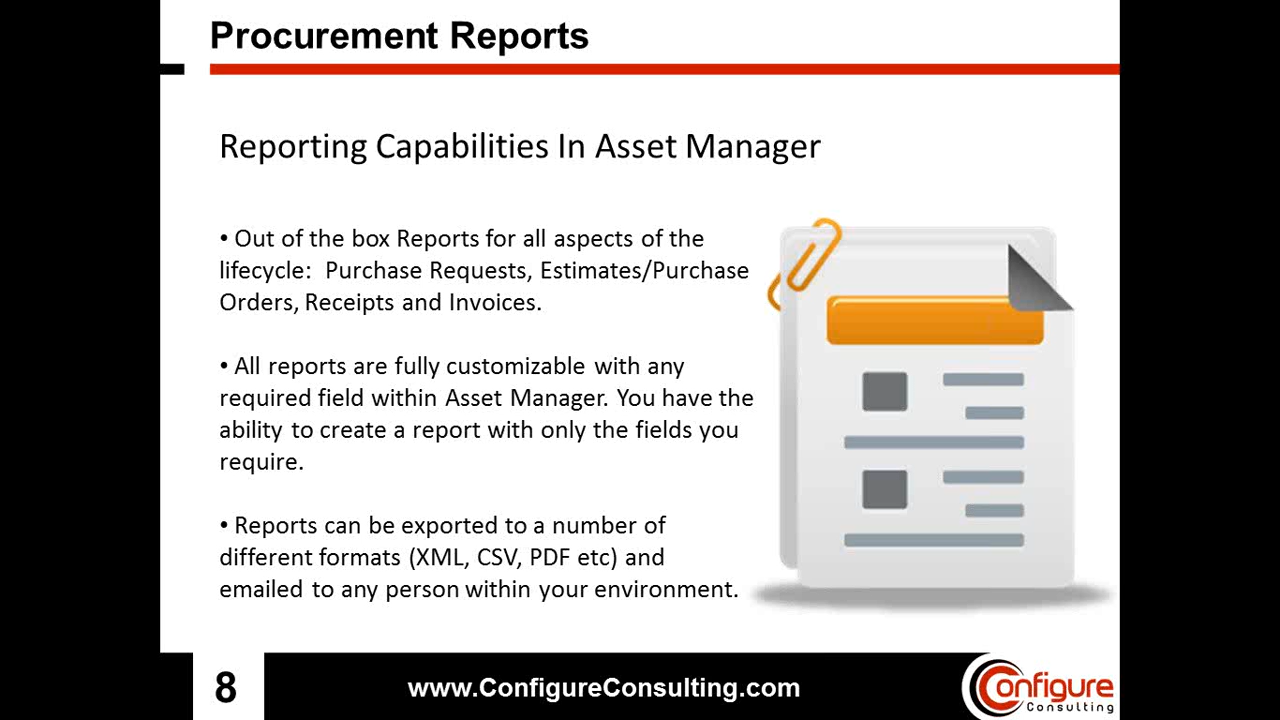 Procurement Reports
Reporting Capabilities In Asset Manager
• Out of the box Reports for all aspects of the
lifecycle:  Purchase Requests, Estimates/Purchase
Orders, Receipts and Invoices.
• All reports are fully customizable with any
required field within Asset Manager.  You have the
ability to create a report with only the fields you
require.
• Reports can be exported to a number of
different formats (XML, CSV, PDF etc) and
emailed to any person within your environment.
8
www.ConfigureConsulting.com
Configure
Consulting